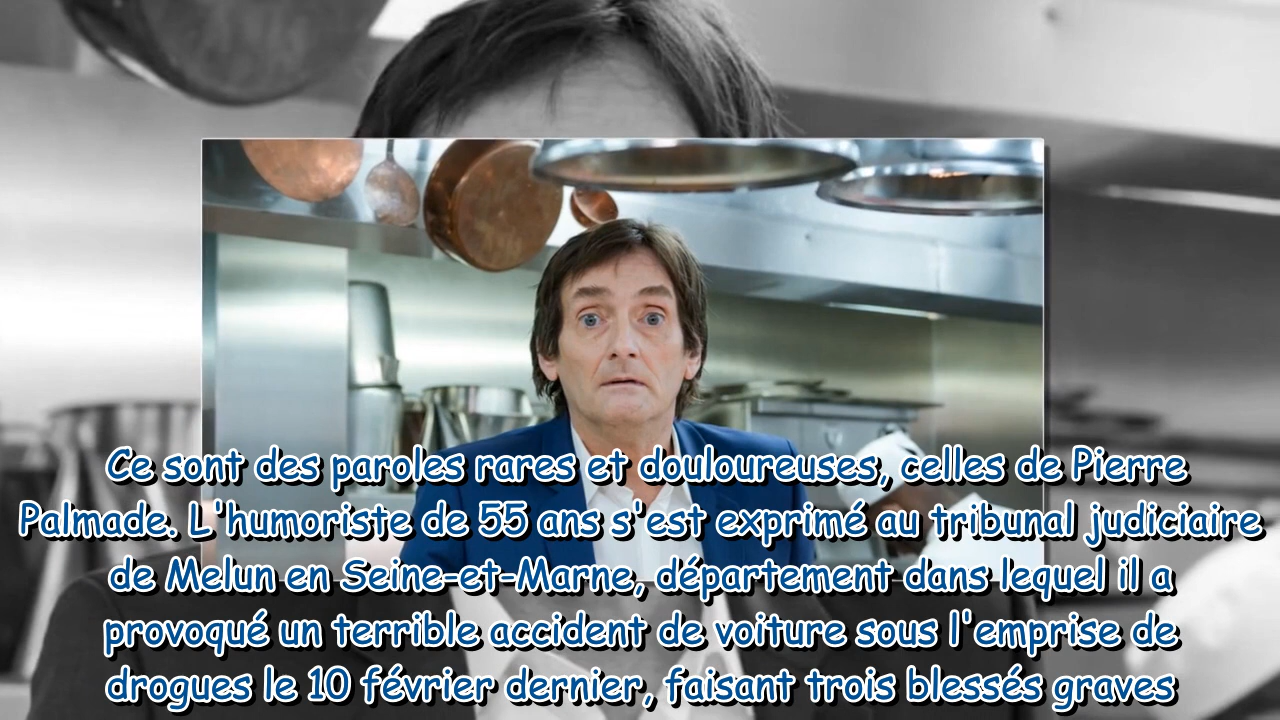 Ce sont des paroles rares et douloureuses, celles de Pierre
Palmade. L'humoriste de 55 ans s'est exprimé au tribunal judiciaire
de Melun en Seine-et-Marne, département dans lequel il a
provoqué un terrible accident de voiture sous l'emprise de
drogues le 10 février dernier, faisant trois blessés graves